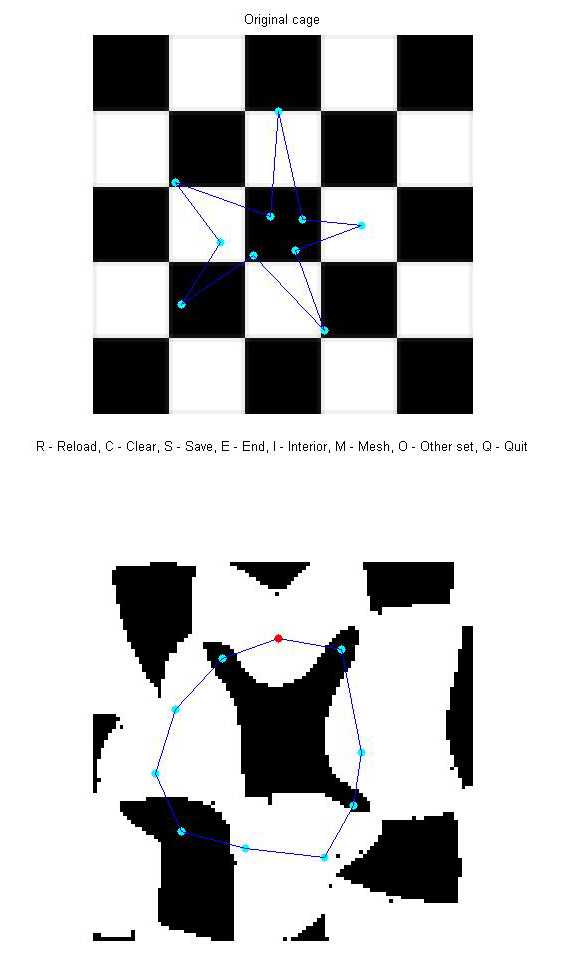 Original cage
R - Reload, C - Clear, S - Save, E - End, I - Interior, M - Mesh, O - Other set, Q - Quit